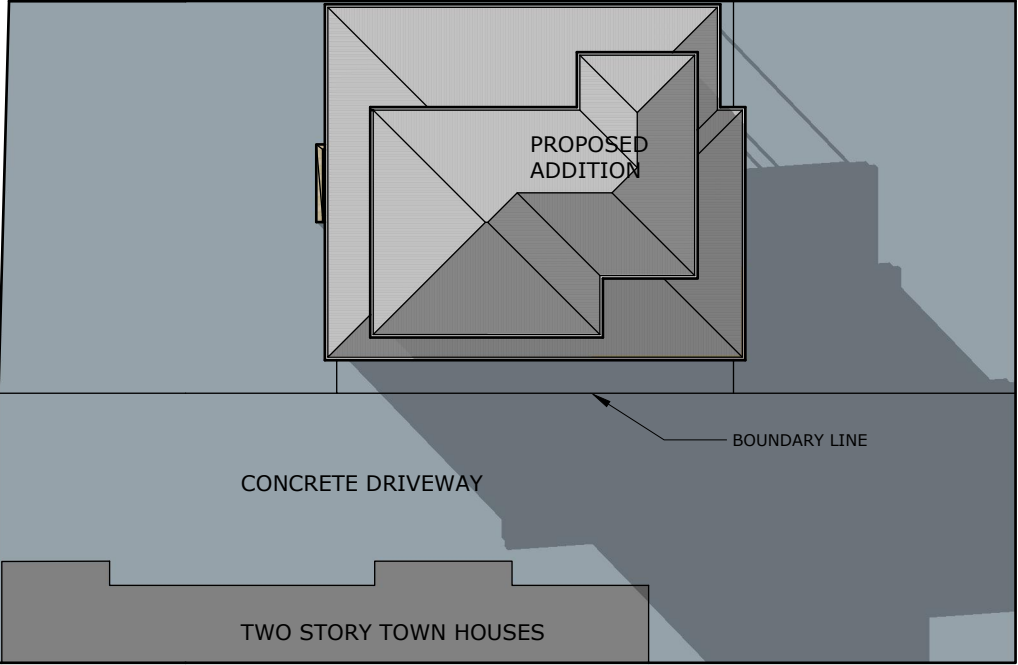 PROPOSED
ADDITION
BOUNDARY LINE
CONCRETE DRIVEWAY
TWO STORY TOWN HOUSES